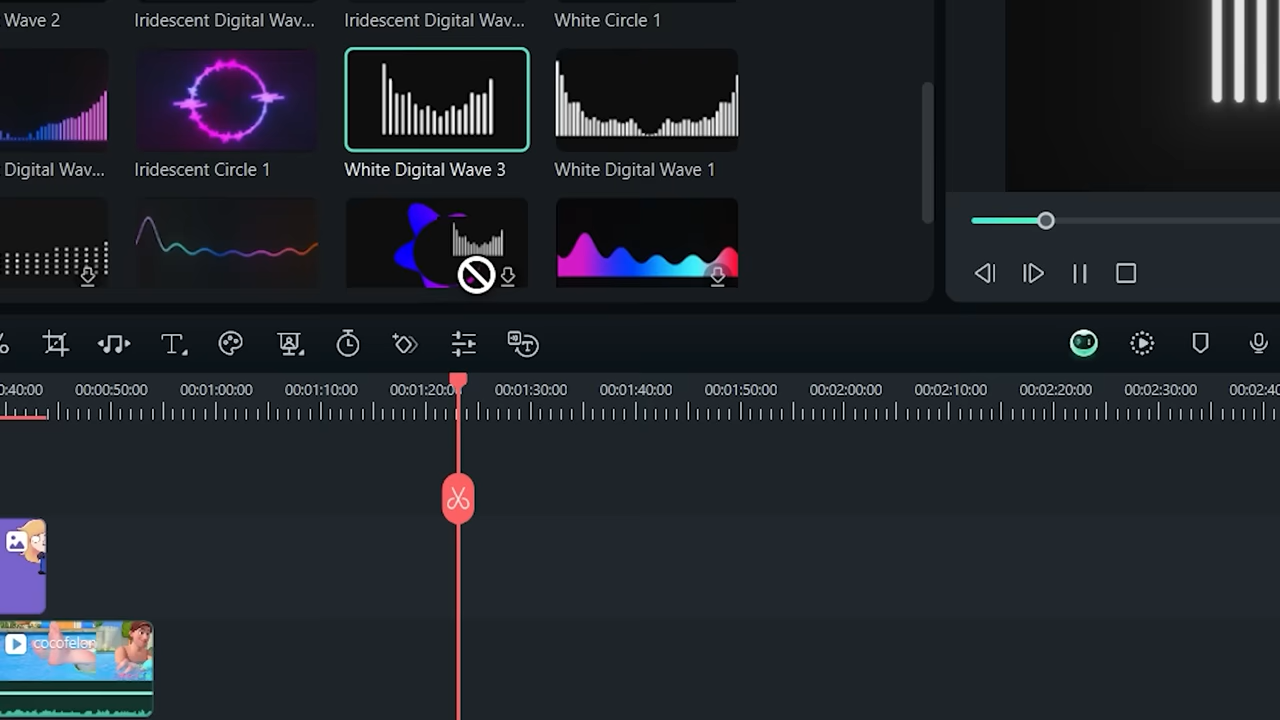 Wave 2
Iridescent Digital Wav...
Iridescent Digital Wav...
White Circle 1
Digital Wav...
Iridescent Circle 1
White Digital Wave 3
White Digital Wave 1
0:40:00
00:00:50:00
00:01:00:00
00:01:10:00
00:01:20:00
00:01:30:00
00:01:40:00
00:01:50:00
00:02:00:00
00:02:10:00
00:02:20:00
00:02:30:00
00:02:40
cocofelon